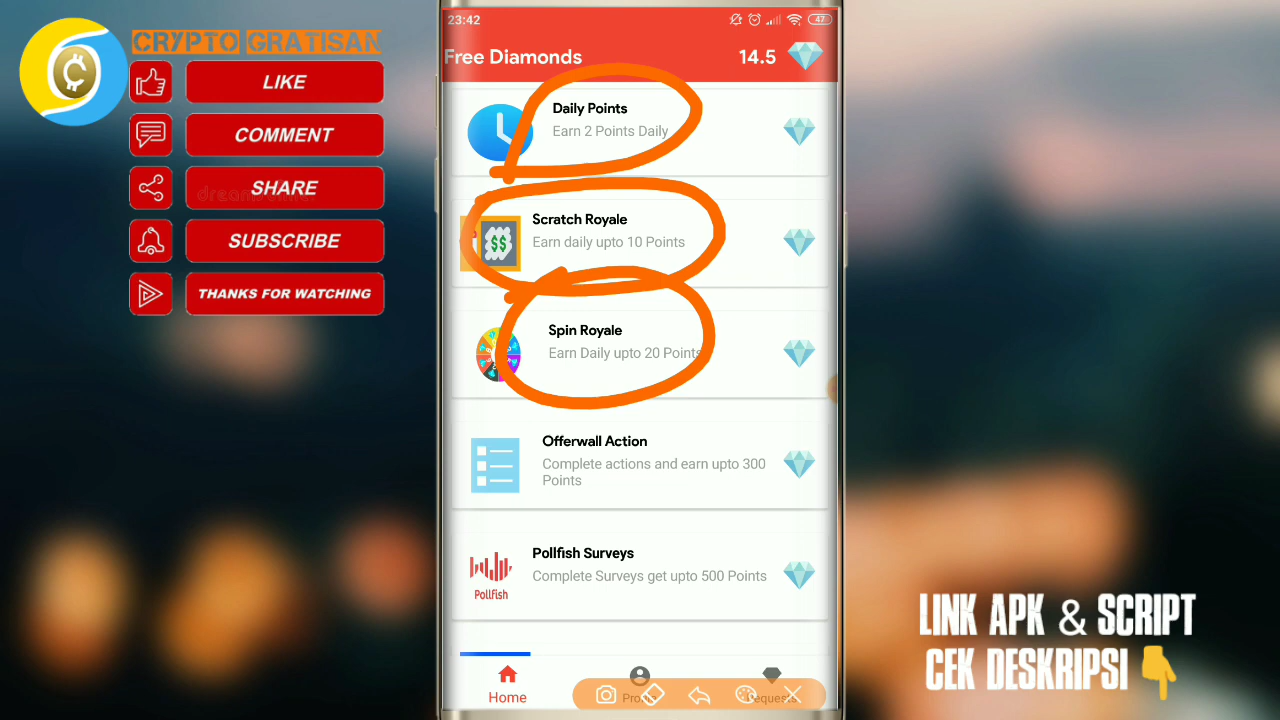 CRYPTO GRATISAN
LIKE
COMMENT
SHARE
SUBSCRIBE
THANKS FOR WATCHING
23:42
47
Free Diamonds
14.5
Daily Points
Earn 2 Points Daily
Scratch Royale
Earn daily upto 10 Points
$$
Spin Royale
Earn Daily upto 20 Points
Offerwall Action
Complete actions and earn upto 300
Points
Pollfish Surveys
Complete Surveys get upto 500 Points
Pollfish
Home
LINK APK & SCRIPT
CEK DESKRIPSI 👇